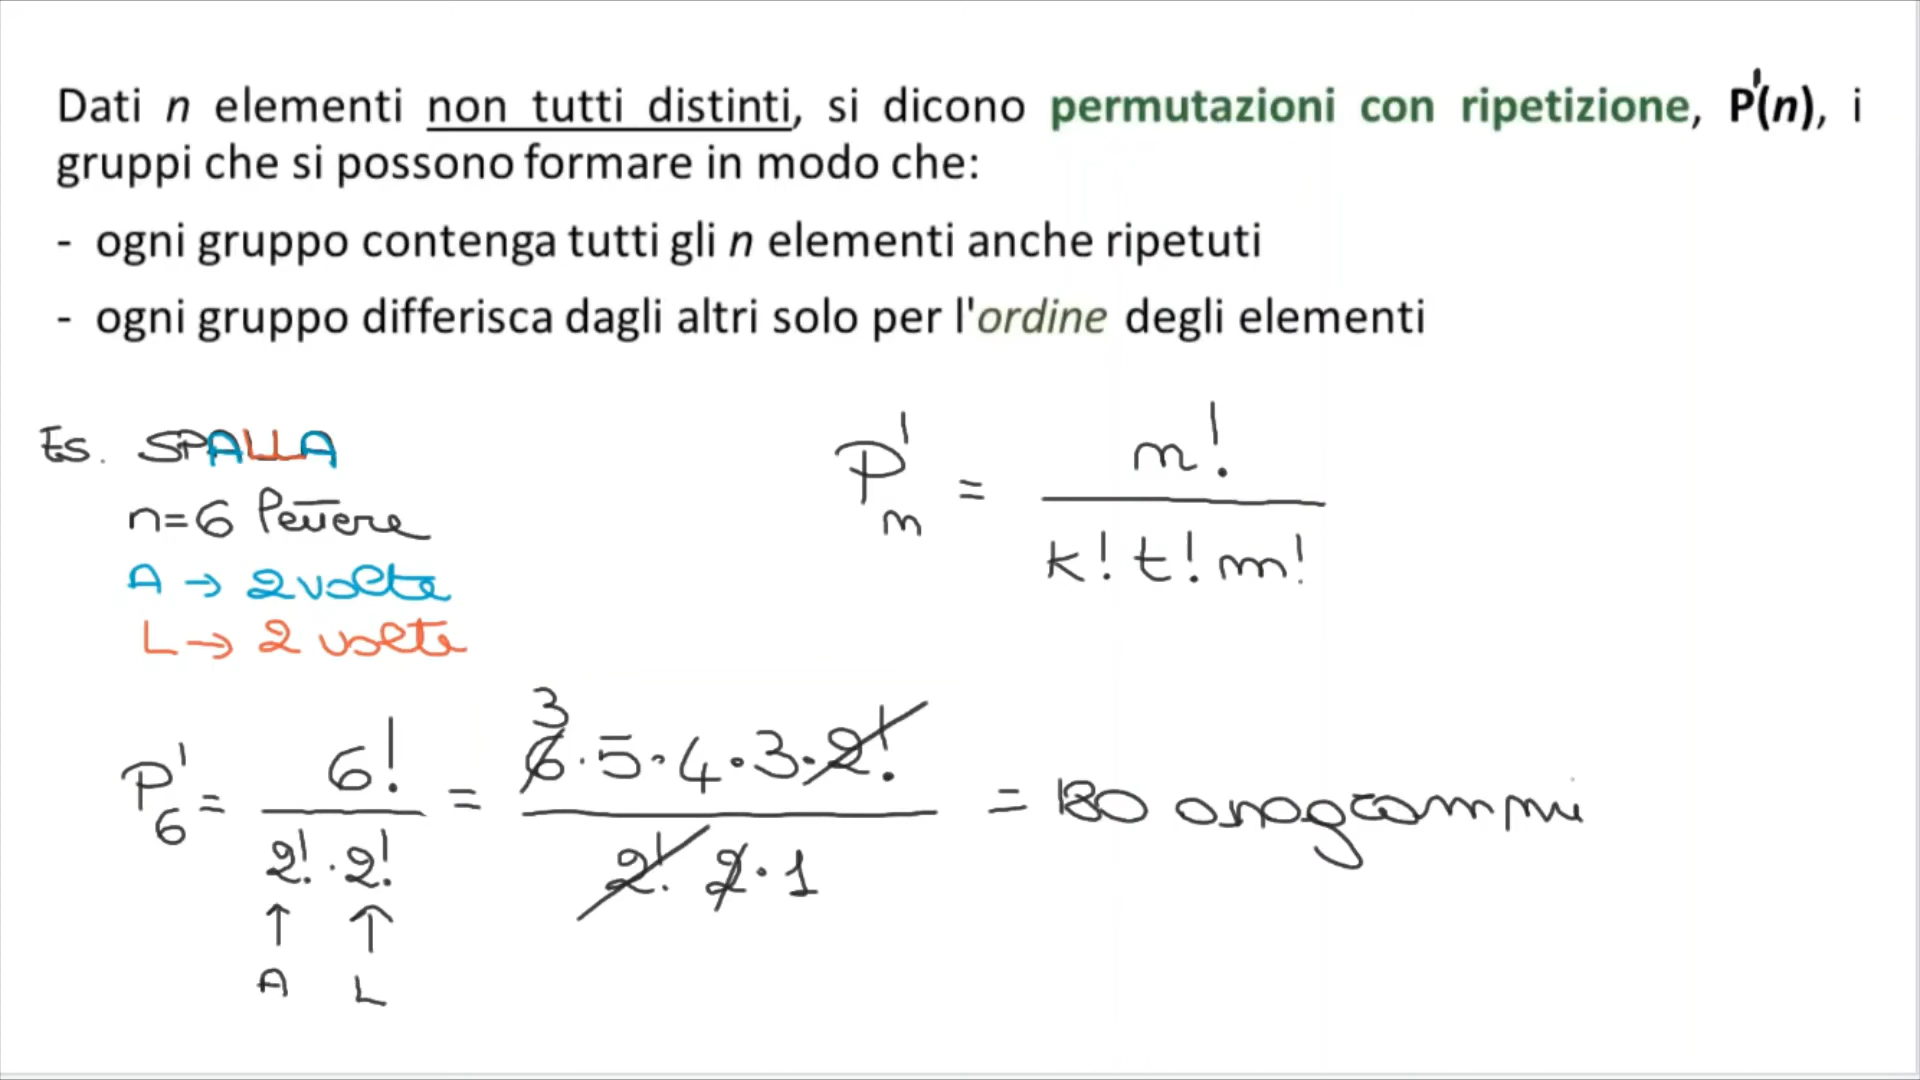 Dati n elementi non tutti distinti, si dicono permutazioni con ripetizione, P'(n), i
gruppi che si possono formare in modo che:
- ogni gruppo contenga tutti gli n elementi anche ripetuti
- ogni gruppo differisca dagli altri solo per l'ordine degli elementi
Es. SPALLA
n=6 lettere
A → 2 volte
L → 2 volte
P'n = n! / k! t! m!
P'6 = 6! / 2! · 2! = 3 6·5·4·3·2! / 2! 2·1 = 180 anagrammi
↑ ↑
A L